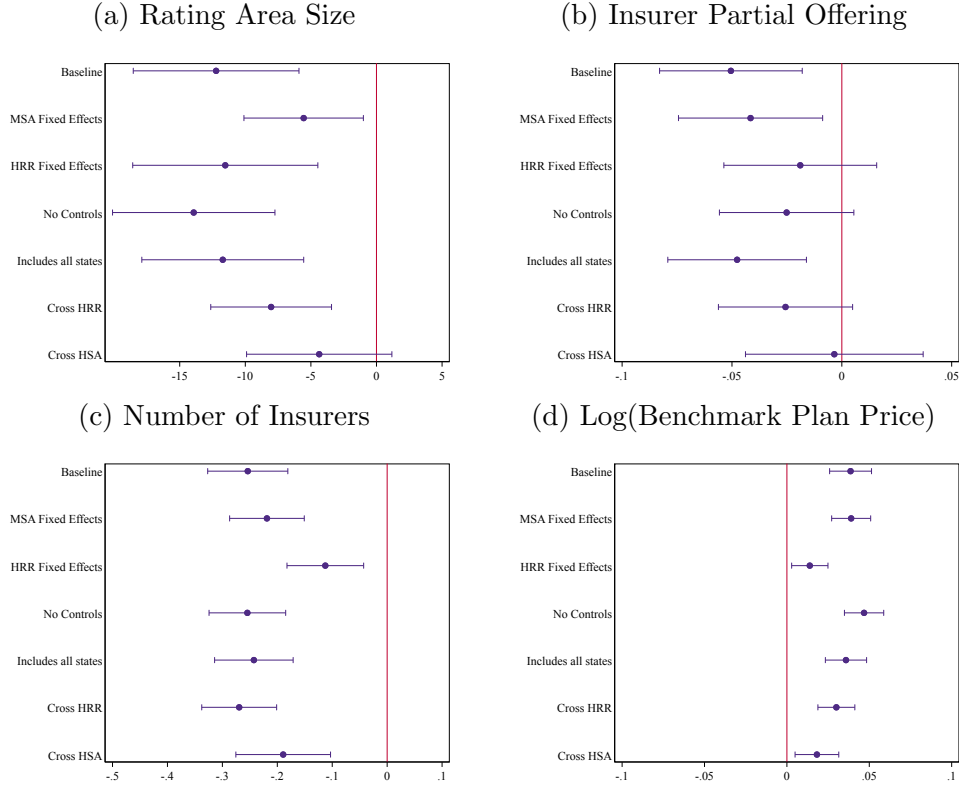 (a) Rating Area Size
Baseline
MSA Fixed Effects
HRR Fixed Effects
No Controls
Includes all states
Cross HRR
Cross HSA
-15 -10 -5 0 5
(b) Insurer Partial Offering
Baseline
MSA Fixed Effects
HRR Fixed Effects
No Controls
Includes all states
Cross HRR
Cross HSA
-.1 -.05 0 .05
(c) Number of Insurers
Baseline
MSA Fixed Effects
HRR Fixed Effects
No Controls
Includes all states
Cross HRR
Cross HSA
-.5 -.4 -.3 -.2 -.1 0 .1
(d) Log(Benchmark Plan Price)
Baseline
MSA Fixed Effects
HRR Fixed Effects
No Controls
Includes all states
Cross HRR
Cross HSA
-.1 -.05 0 .05 .1